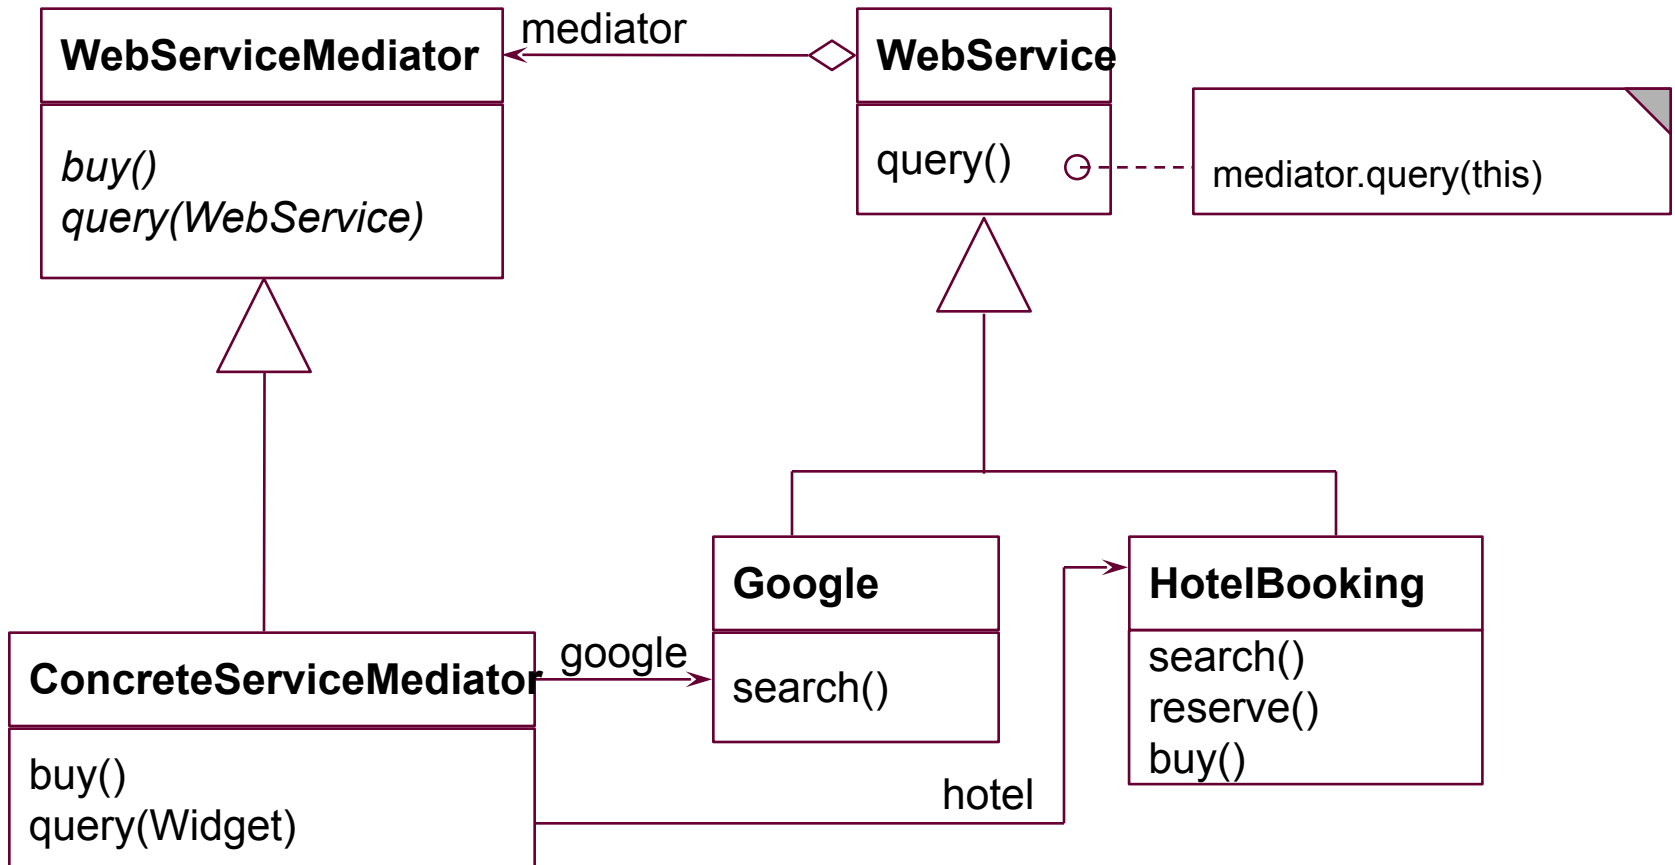 WebServiceMediator
buy()
query(WebService)
mediator
WebService
query()
mediator.query(this)
ConcreteServiceMediator
buy()
query(Widget)
google
Google
search()
hotel
HotelBooking
search()
reserve()
buy()